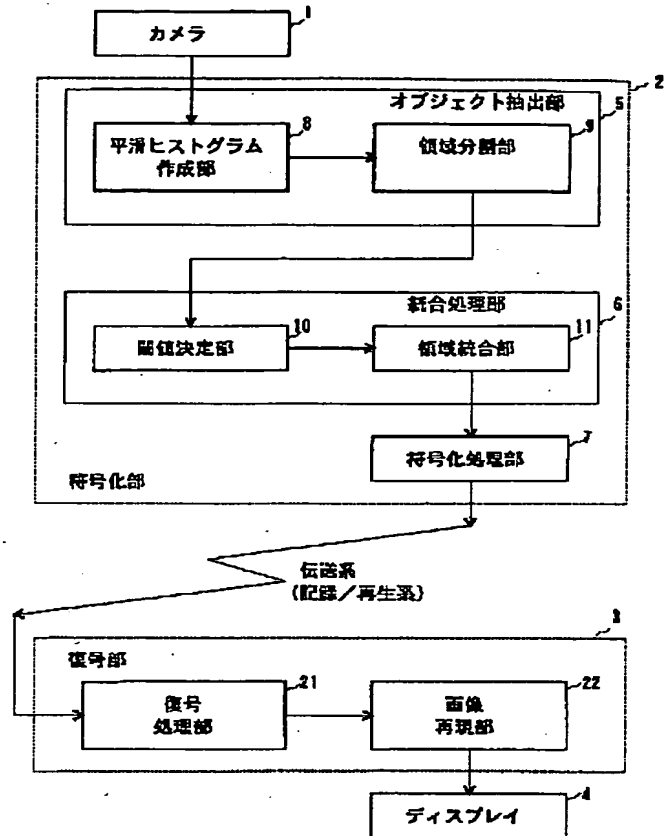 1
カメラ
2
オブジェクト抽出部
5
8
平滑ヒストグラム
作成部
9
領域分割部
統合処理部
6
10
閾値決定部
11
領域統合部
7
符号化処理部
符号化部
伝送系
(記録/再生系)
3
復号部
21
復号
処理部
22
画像
再現部
4
ディスプレイ